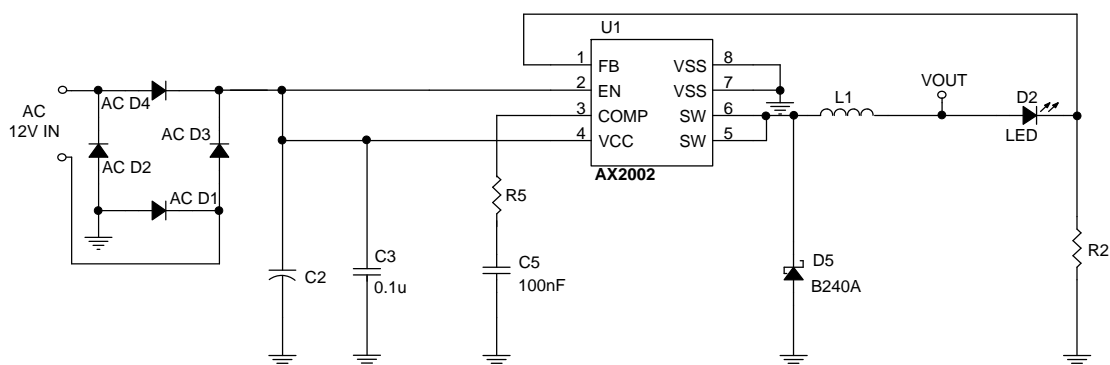 U1
1 FB VSS 8
2 EN VSS 7
3 COMP SW 6
4 VCC SW 5
AX2002
AC
12V IN
AC D4
AC D3
AC D2
AC D1
R5
C2
C3
0.1u
C5
100nF
L1
VOUT
D2
LED
D5
B240A
R2